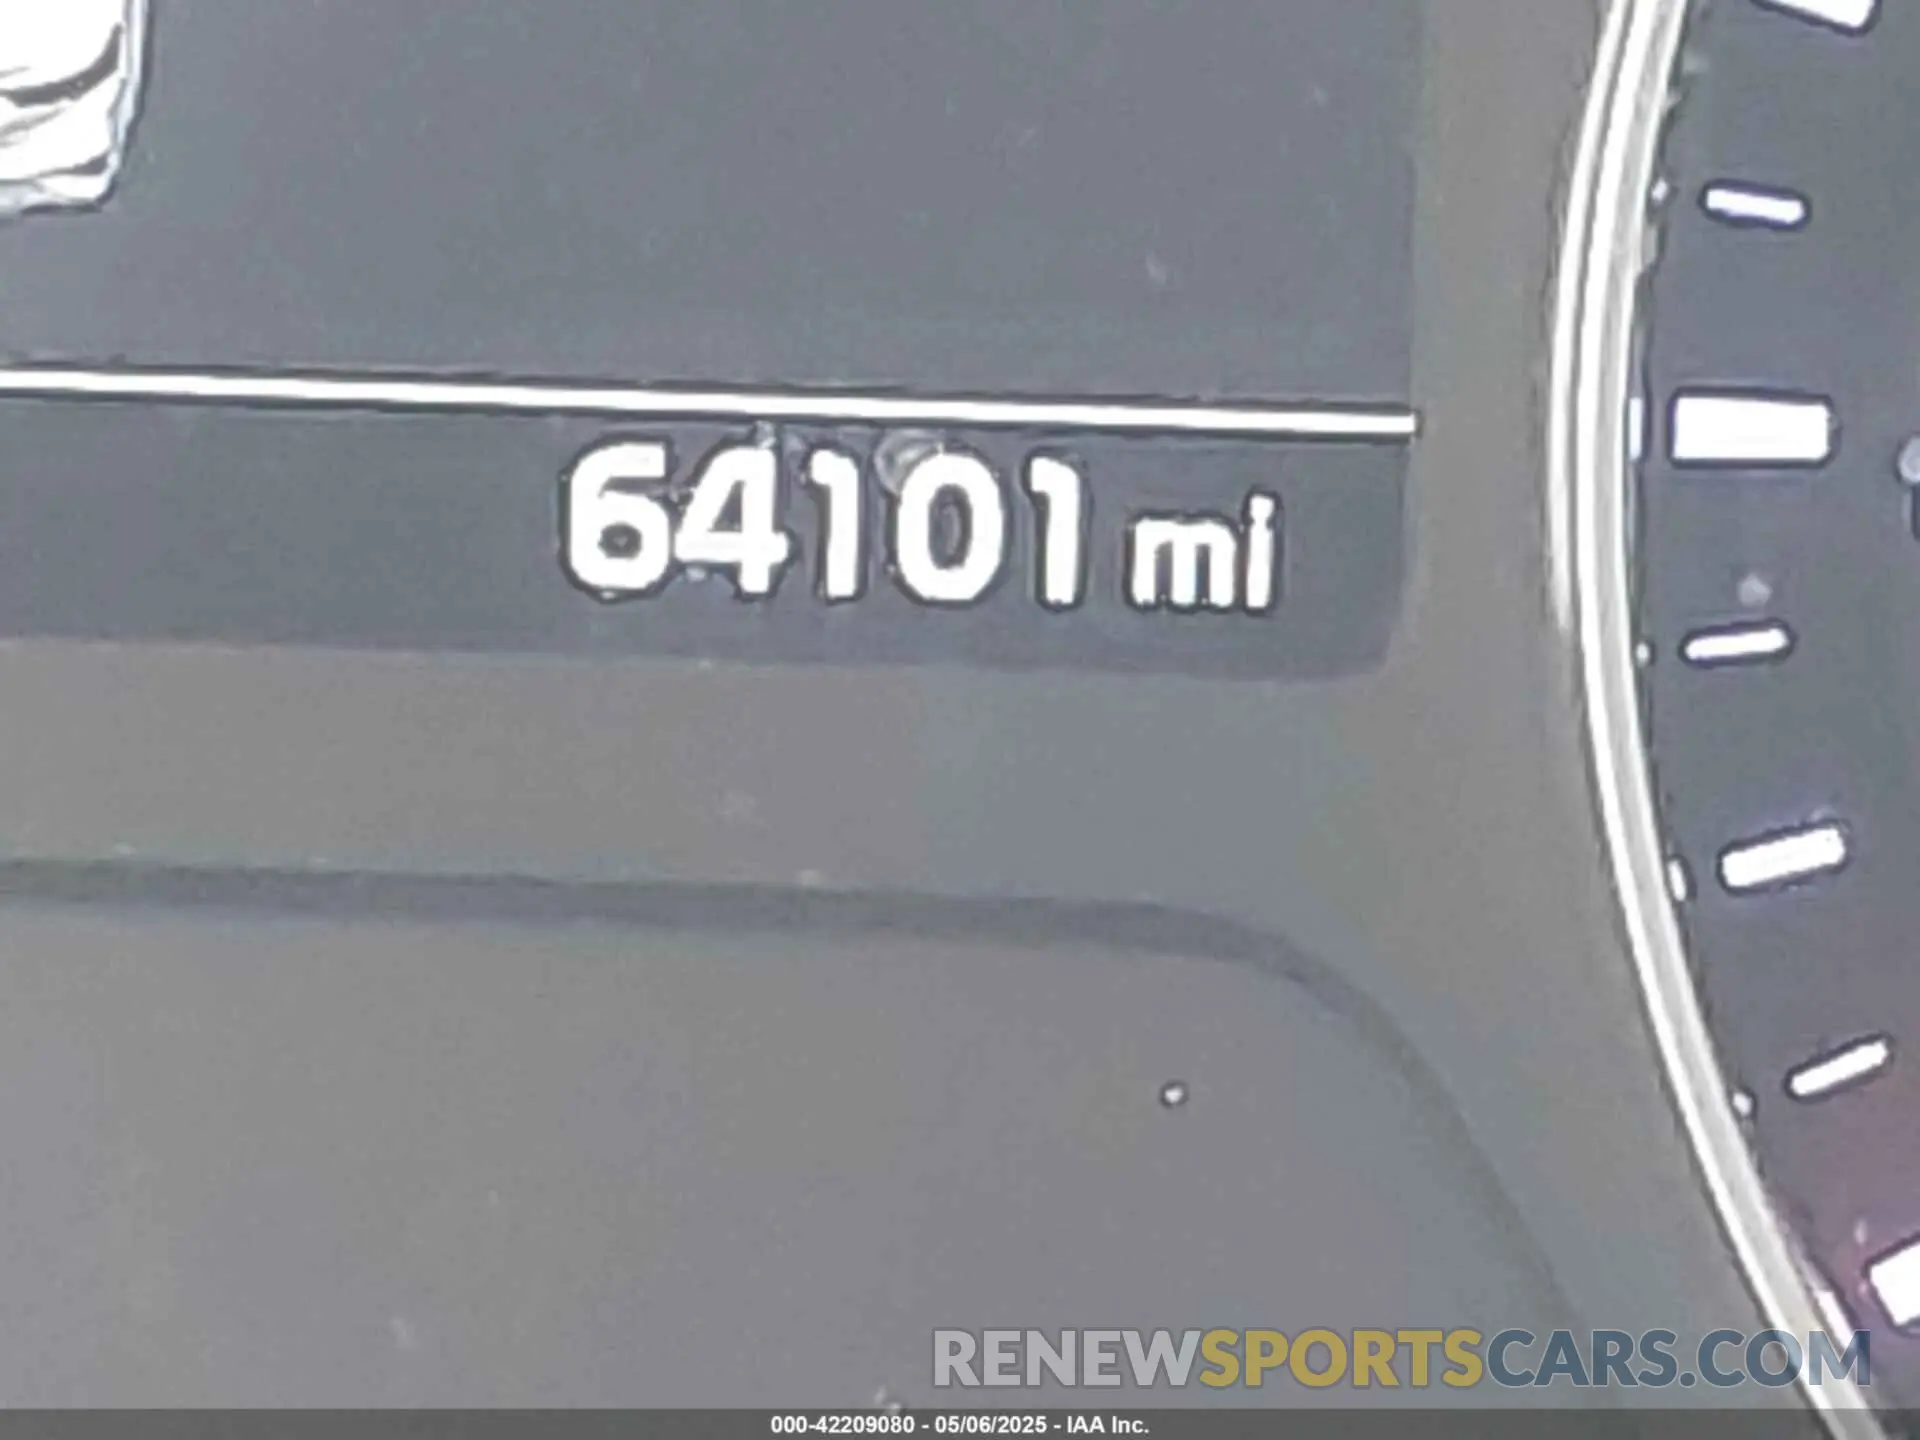 64101 mi
RENEWSPORTSCARS.COM
000-42209080 - 05/06/2025 - IAA Inc.